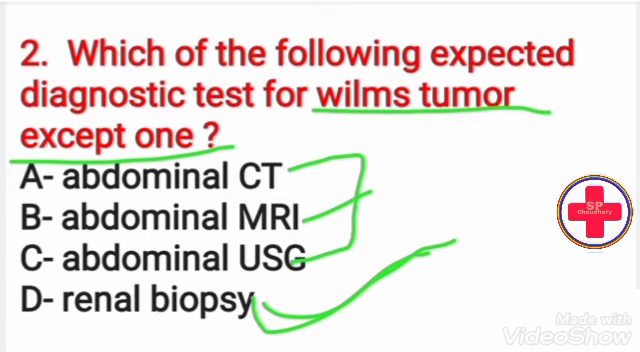 2. Which of the following expected
diagnostic test for wilms tumor
except one ?
A- abdominal CT
B- abdominal MRI
C- abdominal USG
D- renal biopsy
SP
Choudhary
Made with
VideoShow